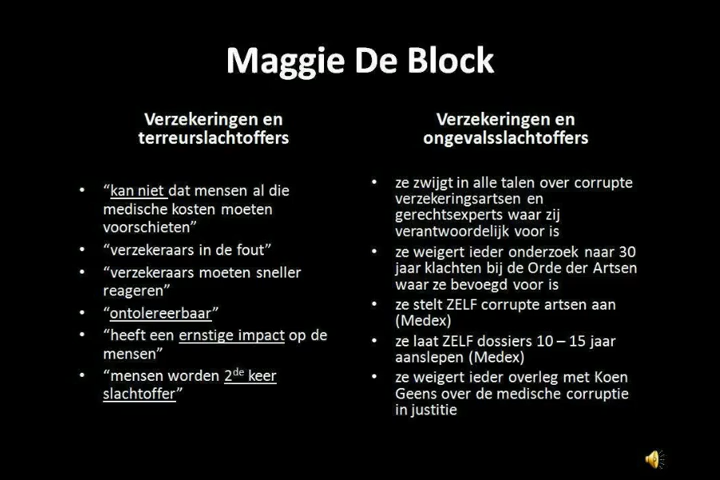 Maggie De Block
Verzekeringen en
terreurslachtoffers
• “kan niet dat mensen al die
medische kosten moeten
voorschieten”
• “verzekeraars in de fout”
• “verzekeraars moeten sneller
reageren”
• “ontolereerbaar”
• “heeft een ernstige impact op de
mensen”
• “mensen worden 2de keer
slachtoffer”
Verzekeringen en
ongevalsslachtoffers
• ze zwijgt in alle talen over corrupte
verzekeringsartsen en
gerechtsexperts waar zij
verantwoordelijk voor is
• ze weigert ieder onderzoek naar 30
jaar klachten bij de Orde der Artsen
waar ze bevoegd voor is
• ze stelt ZELF corrupte artsen aan
(Medex)
• ze laat ZELF dossiers 10 – 15 jaar
aanslepen (Medex)
• ze weigert ieder overleg met Koen
Geens over de medische corruptie
in justitie